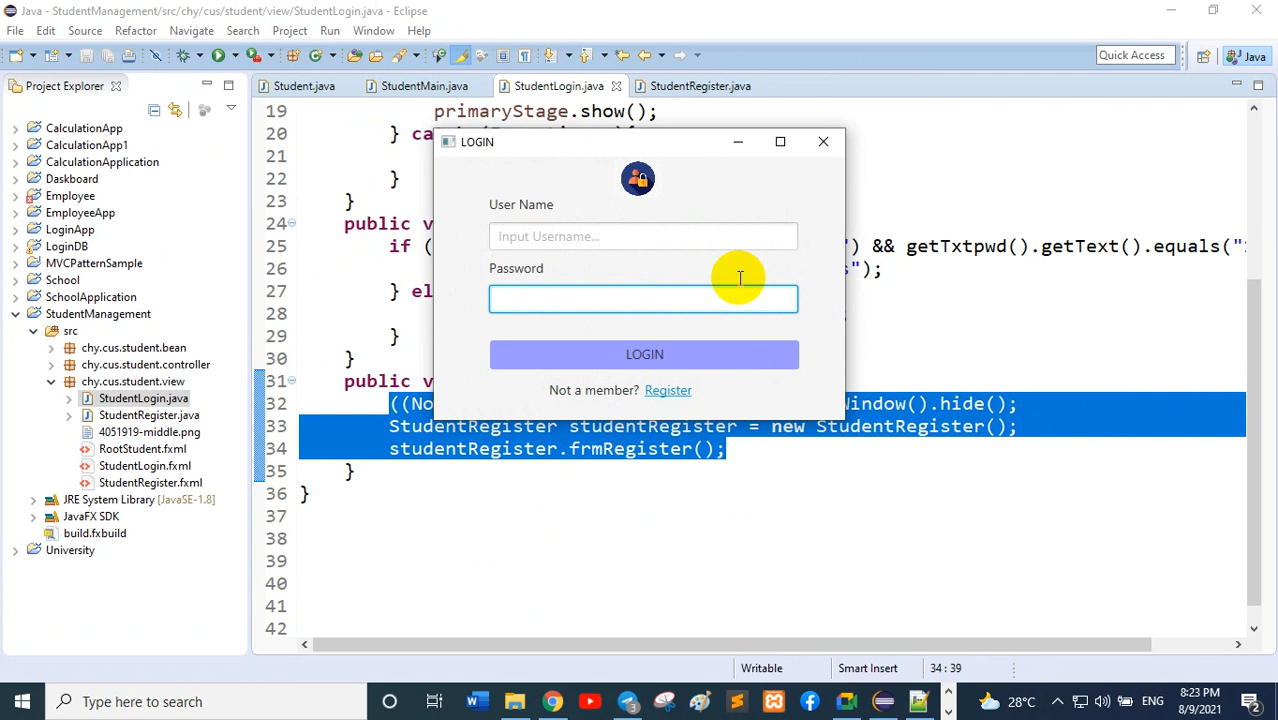 Java - StudentManagement/src/chy/cus/student/view/StudentLogin.java - Eclipse
File Edit Source Refactor Navigate Search Project Run Window Help
Quick Access
Java
Project Explorer
Student.java
StudentMain.java
StudentLogin.java
StudentRegister.java
CalculationApp
CalculationApp1
CalculationApplication
Daskboard
Employee
EmployeeApp
LoginApp
LoginDB
MVCPatternSample
School
SchoolApplication
StudentManagement
src
chy.cus.student.bean
chy.cus.student.controller
chy.cus.student.view
StudentLogin.java
StudentRegister.java
4051919-middle.png
RootStudent.fxml
StudentLogin.fxml
StudentRegister.fxml
JRE System Library [JavaSE-1.8]
JavaFX SDK
build.fxbuild
University
19 primaryStage.show();
20 } ca
21
22 }
23 }
24 public v
25 if ( ") && getTxtpwd().getText().equals("
26 s");
27 } el
28 ;
29 }
30 }
31 public v
32 ((No Window().hide();
33 StudentRegister studentRegister = new StudentRegister();
34 studentRegister.frmRegister();
35 }
36 }
37
38
39
40
41
42
LOGIN
User Name
Input Username...
Password
LOGIN
Not a member? Register
Writable
Smart Insert
34 : 39
Type here to search
3
28°C
ENG
8:23 PM
8/9/2021
2